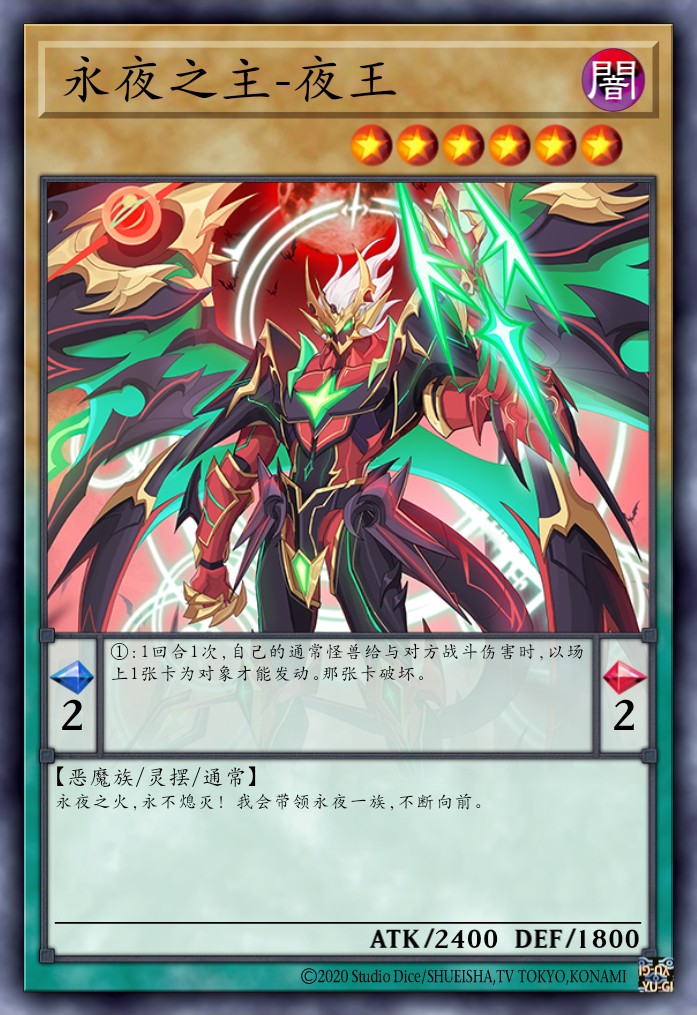 永夜之主-夜王
闇
①:1回合1次,自己的通常怪兽给与对方战斗伤害时,以场
上1张卡为对象才能发动。那张卡破坏。
2
2
【恶魔族/灵摆/通常】
永夜之火,永不熄灭！我会带领永夜一族,不断向前。
ATK/2400 DEF/1800
©2020 Studio Dice/SHUEISHA,TV TOKYO,KONAMI